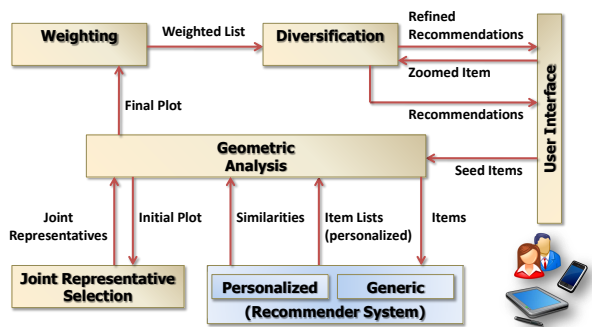 Weighting
Weighted List
Diversification
Refined
Recommendations
Zoomed Item
Recommendations
User Interface
Final Plot
Geometric
Analysis
Seed Items
Joint
Representatives
Initial Plot
Similarities
Item Lists
(personalized)
Items
Joint Representative
Selection
Personalized
Generic
(Recommender System)